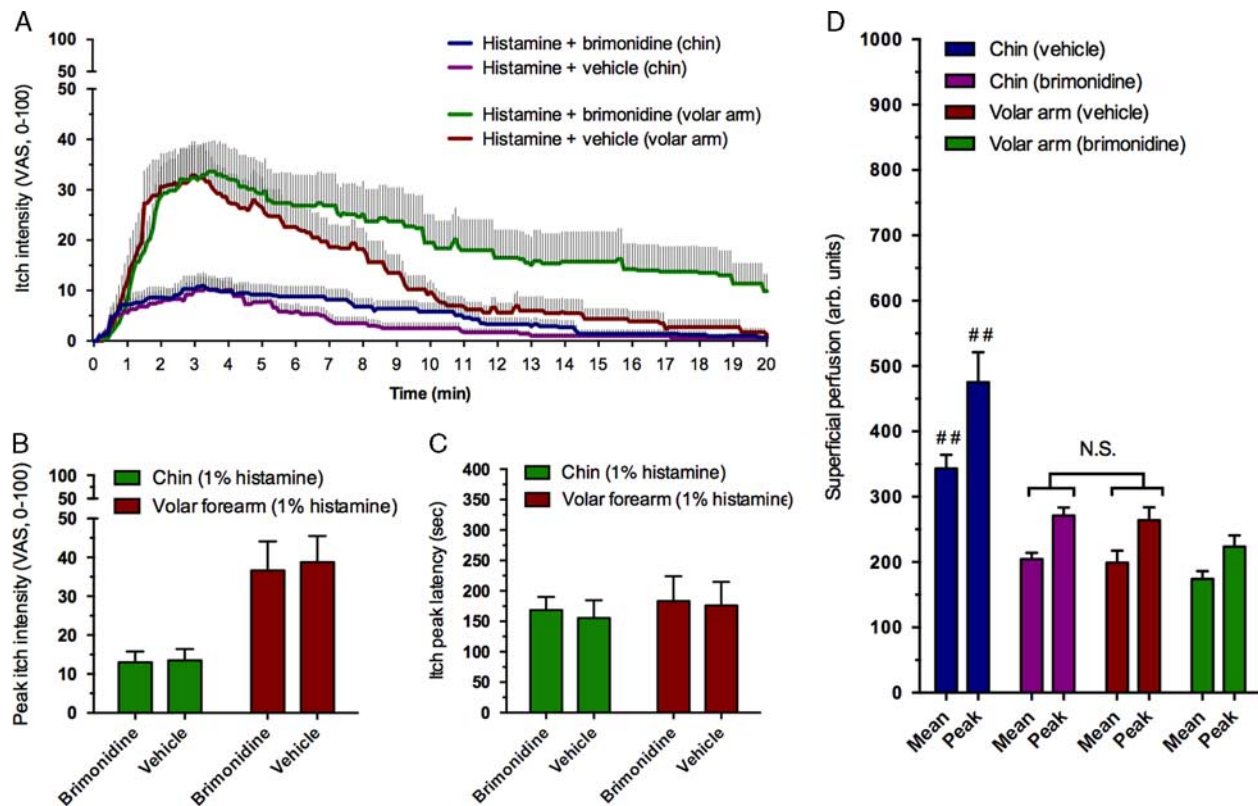 A
Itch intensity (VAS, 0-100)
100
50
50
40
30
20
10
0
0 1 2 3 4 5 6 7 8 9 10 11 12 13 14 15 16 17 18 19 20
Time (min)
Histamine + brimonidine (chin)
Histamine + vehicle (chin)
Histamine + brimonidine (volar arm)
Histamine + vehicle (volar arm)
B
Peak itch intensity (VAS, 0-100)
100
50
50
40
30
20
10
0
Chin (1% histamine)
Volar forearm (1% histamine)
Brimonidine
Vehicle
Brimonidine
Vehicle
C
Itch peak latency (sec)
400
350
300
250
200
150
100
50
0
Chin (1% histamine)
Volar forearm (1% histamine)
Brimonidine
Vehicle
Brimonidine
Vehicle
D
Superficial perfusion (arb. units)
1000
900
800
700
600
500
400
300
200
100
0
Chin (vehicle)
Chin (brimonidine)
Volar arm (vehicle)
Volar arm (brimonidine)
##
##
N.S.
Mean
Peak
Mean
Peak
Mean
Peak
Mean
Peak